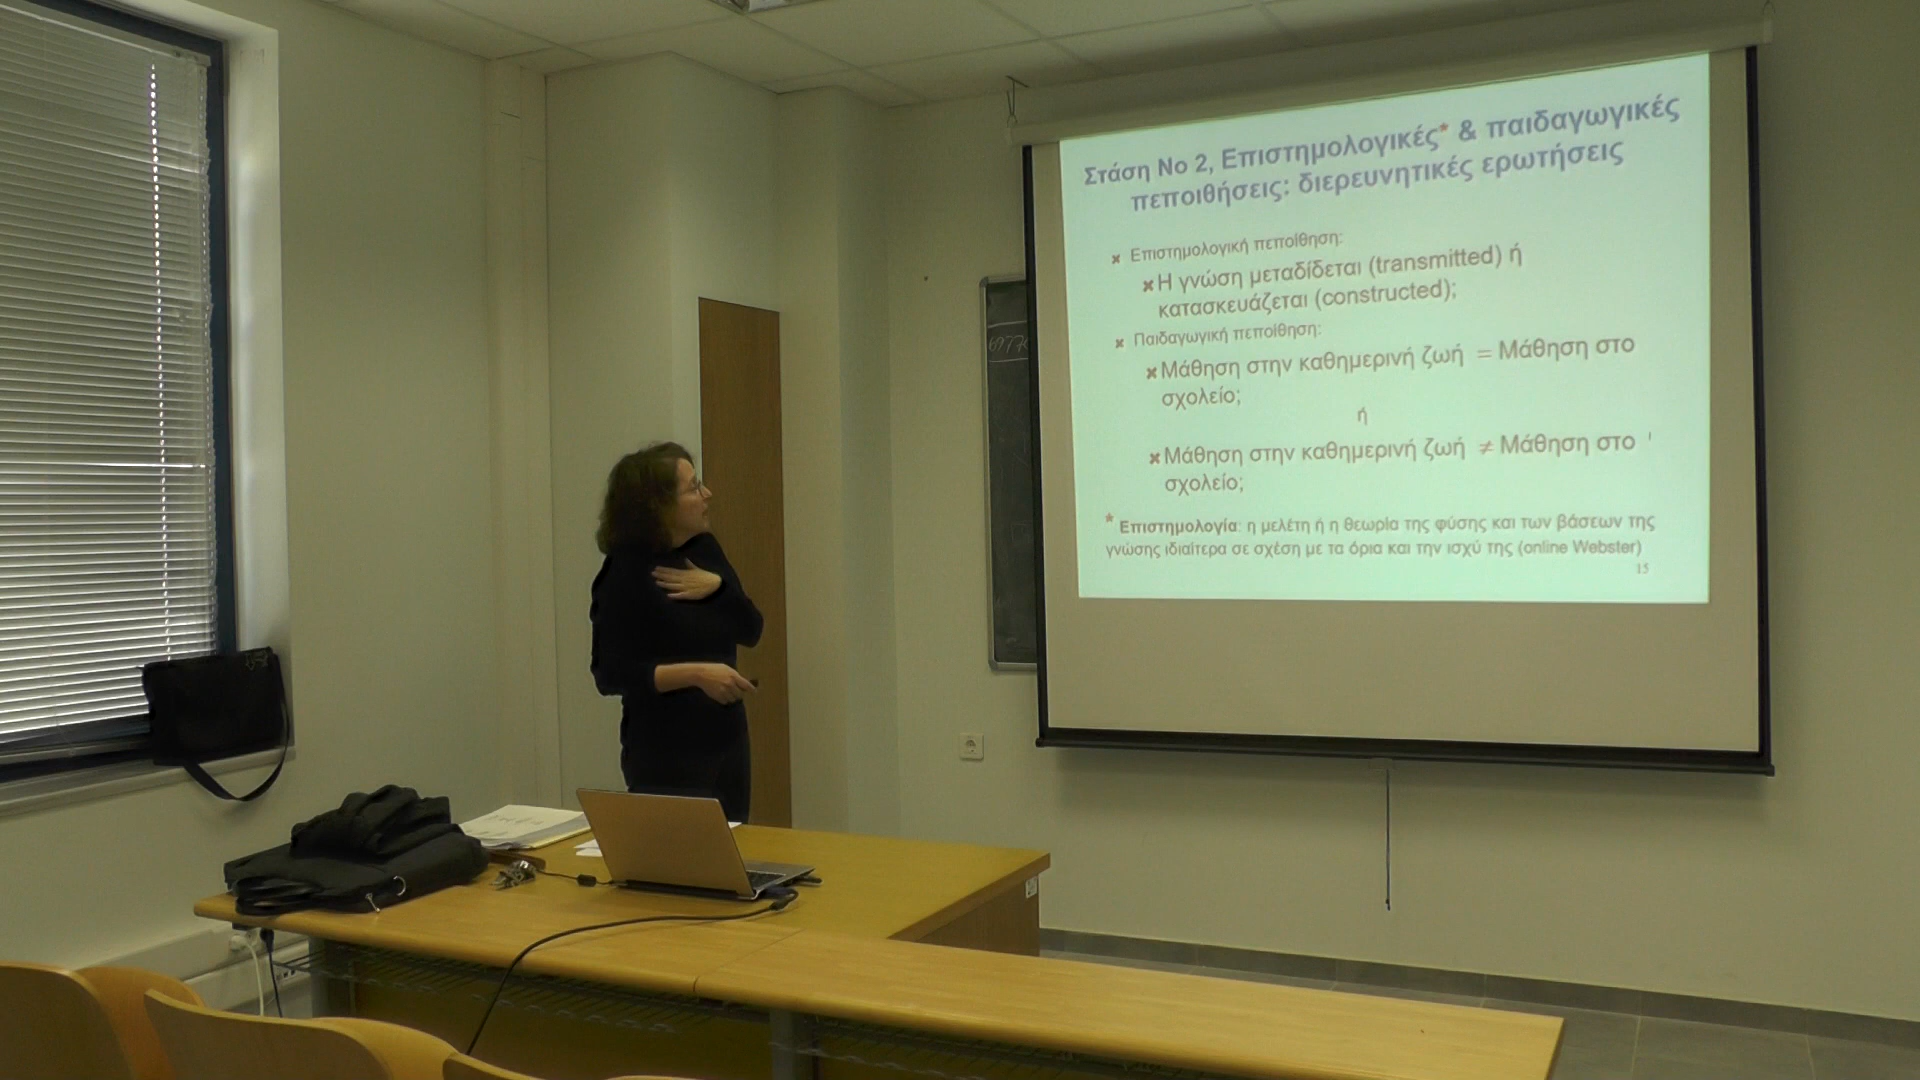 Στάση Νο 2, Επιστημολογικές* & παιδαγωγικές
πεποιθήσεις: διερευνητικές ερωτήσεις
Επιστημολογική πεποίθηση:
Η γνώση μεταδίδεται (transmitted) ή
κατασκευάζεται (constructed);
Παιδαγωγική πεποίθηση:
Μάθηση στην καθημερινή ζωή = Μάθηση στο
σχολείο;
ή
Μάθηση στην καθημερινή ζωή ≠ Μάθηση στο
σχολείο;
* Επιστημολογία: η μελέτη ή η θεωρία της φύσης και των βάσεων της
γνώσης ιδιαίτερα σε σχέση με τα όρια και την ισχύ της (online Webster)
15